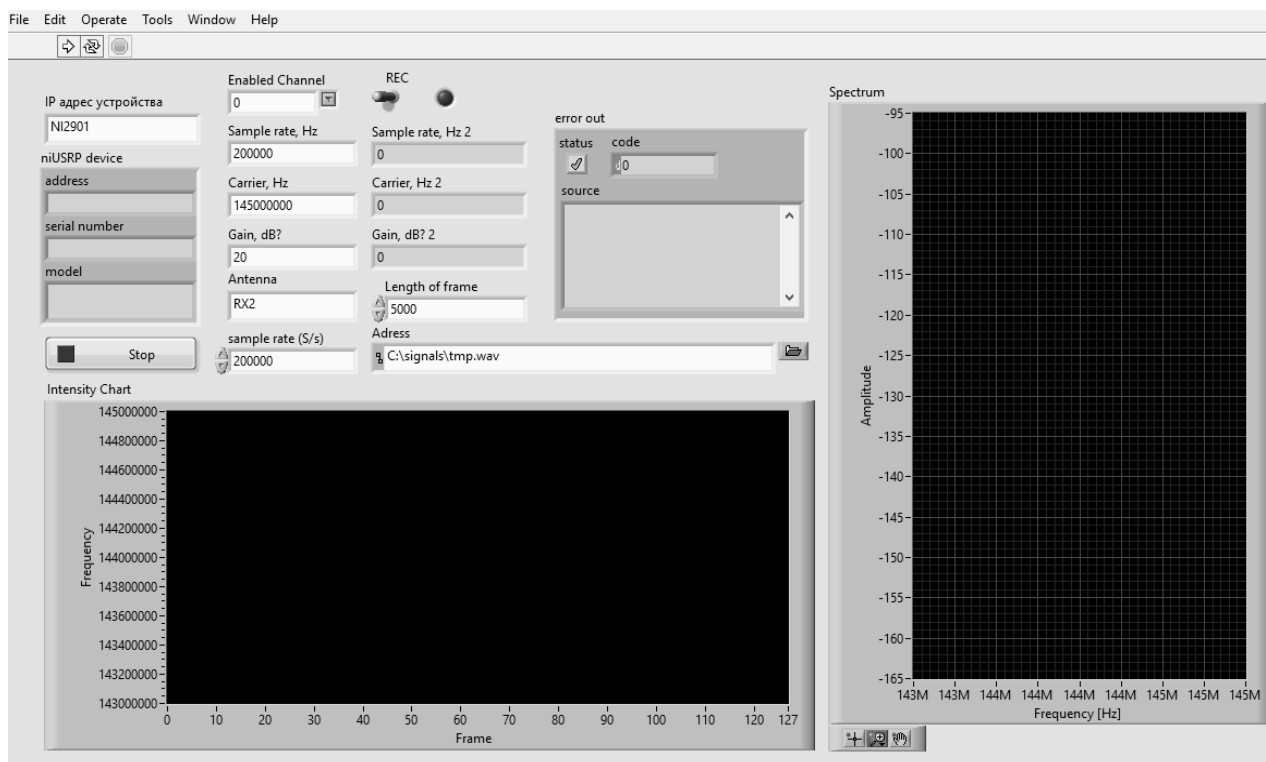 File Edit Operate Tools Window Help
IP адрес устройства
NI2901
niUSRP device
address
serial number
model
Stop
Enabled Channel
0
Sample rate, Hz
200000
Carrier, Hz
145000000
Gain, dB?
20
Antenna
RX2
sample rate (S/s)
200000
REC
Sample rate, Hz 2
0
Carrier, Hz 2
0
Gain, dB? 2
0
Length of frame
5000
Adress
C:\signals\tmp.wav
error out
status code
d0
source
Intensity Chart
Frequency
145000000
144800000
144600000
144400000
144200000
144000000
143800000
143600000
143400000
143200000
143000000
0 10 20 30 40 50 60 70 80 90 100 110 120 127
Frame
Spectrum
Amplitude
-95
-100
-105
-110
-115
-120
-125
-130
-135
-140
-145
-150
-155
-160
-165
143M 143M 144M 144M 144M 144M 145M 145M 145M
Frequency [Hz]